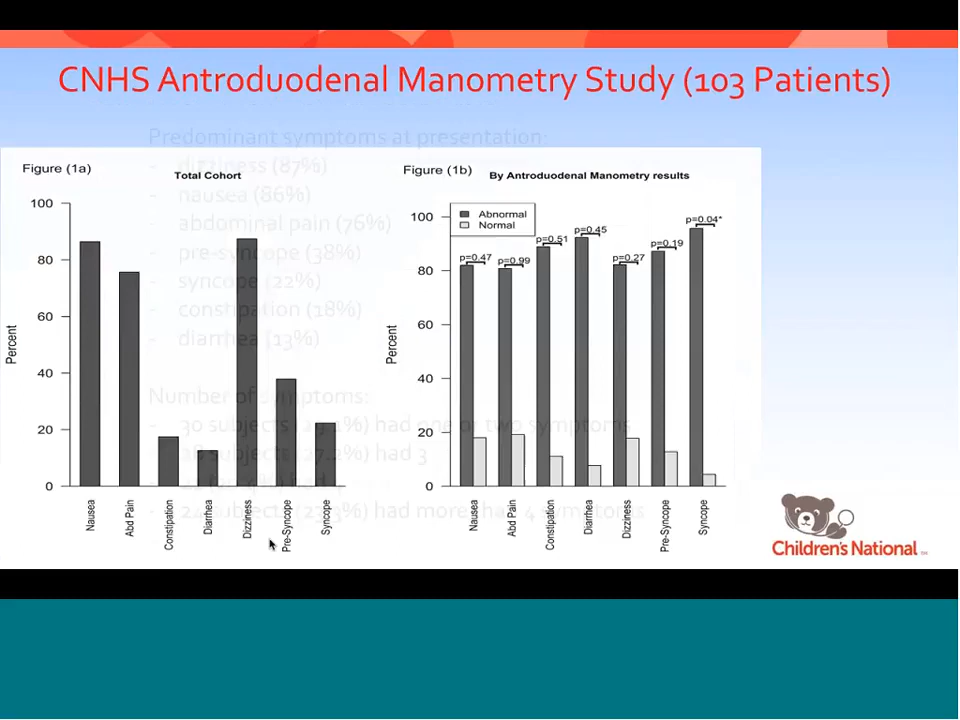 CNHS Antroduodenal Manometry Study (103 Patients)
Predominant symptoms at presentation:
- dizziness (87%)
- nausea (86%)
- abdominal pain (76%)
- pre-syncope (38%)
- syncope (22%)
- constipation (18%)
- diarrhea (13%)
Number of symptoms:
- 30 subjects had one or two symptoms
- 28 subjects (27.2%) had 3
- 24 subjects (23.3%) had more than 4 symptoms
Figure (1a)
Total Cohort
Percent
100
80
60
40
20
0
Nausea
Abd Pain
Constipation
Diarrhea
Dizziness
Pre-Syncope
Syncope
Figure (1b)
By Antroduodenal Manometry results
Abnormal
Normal
Percent
100
80
60
40
20
0
p=0.47
p=0.99
p=0.51
p=0.45
p=0.27
p=0.19
p=0.04*
Nausea
Abd Pain
Constipation
Diarrhea
Dizziness
Pre-Syncope
Syncope
Children's National